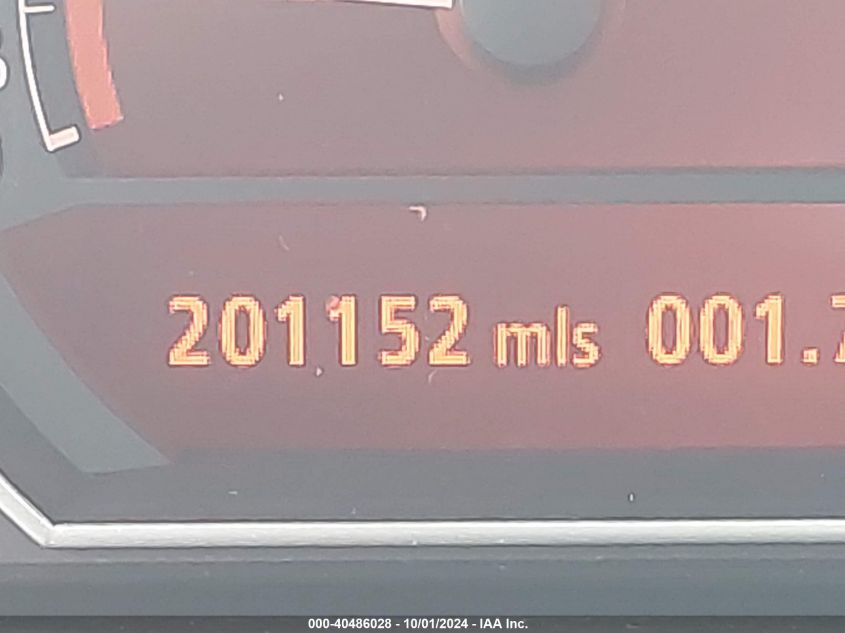 201152 mls 001.
000-40486028 - 10/01/2024 - IAA Inc.